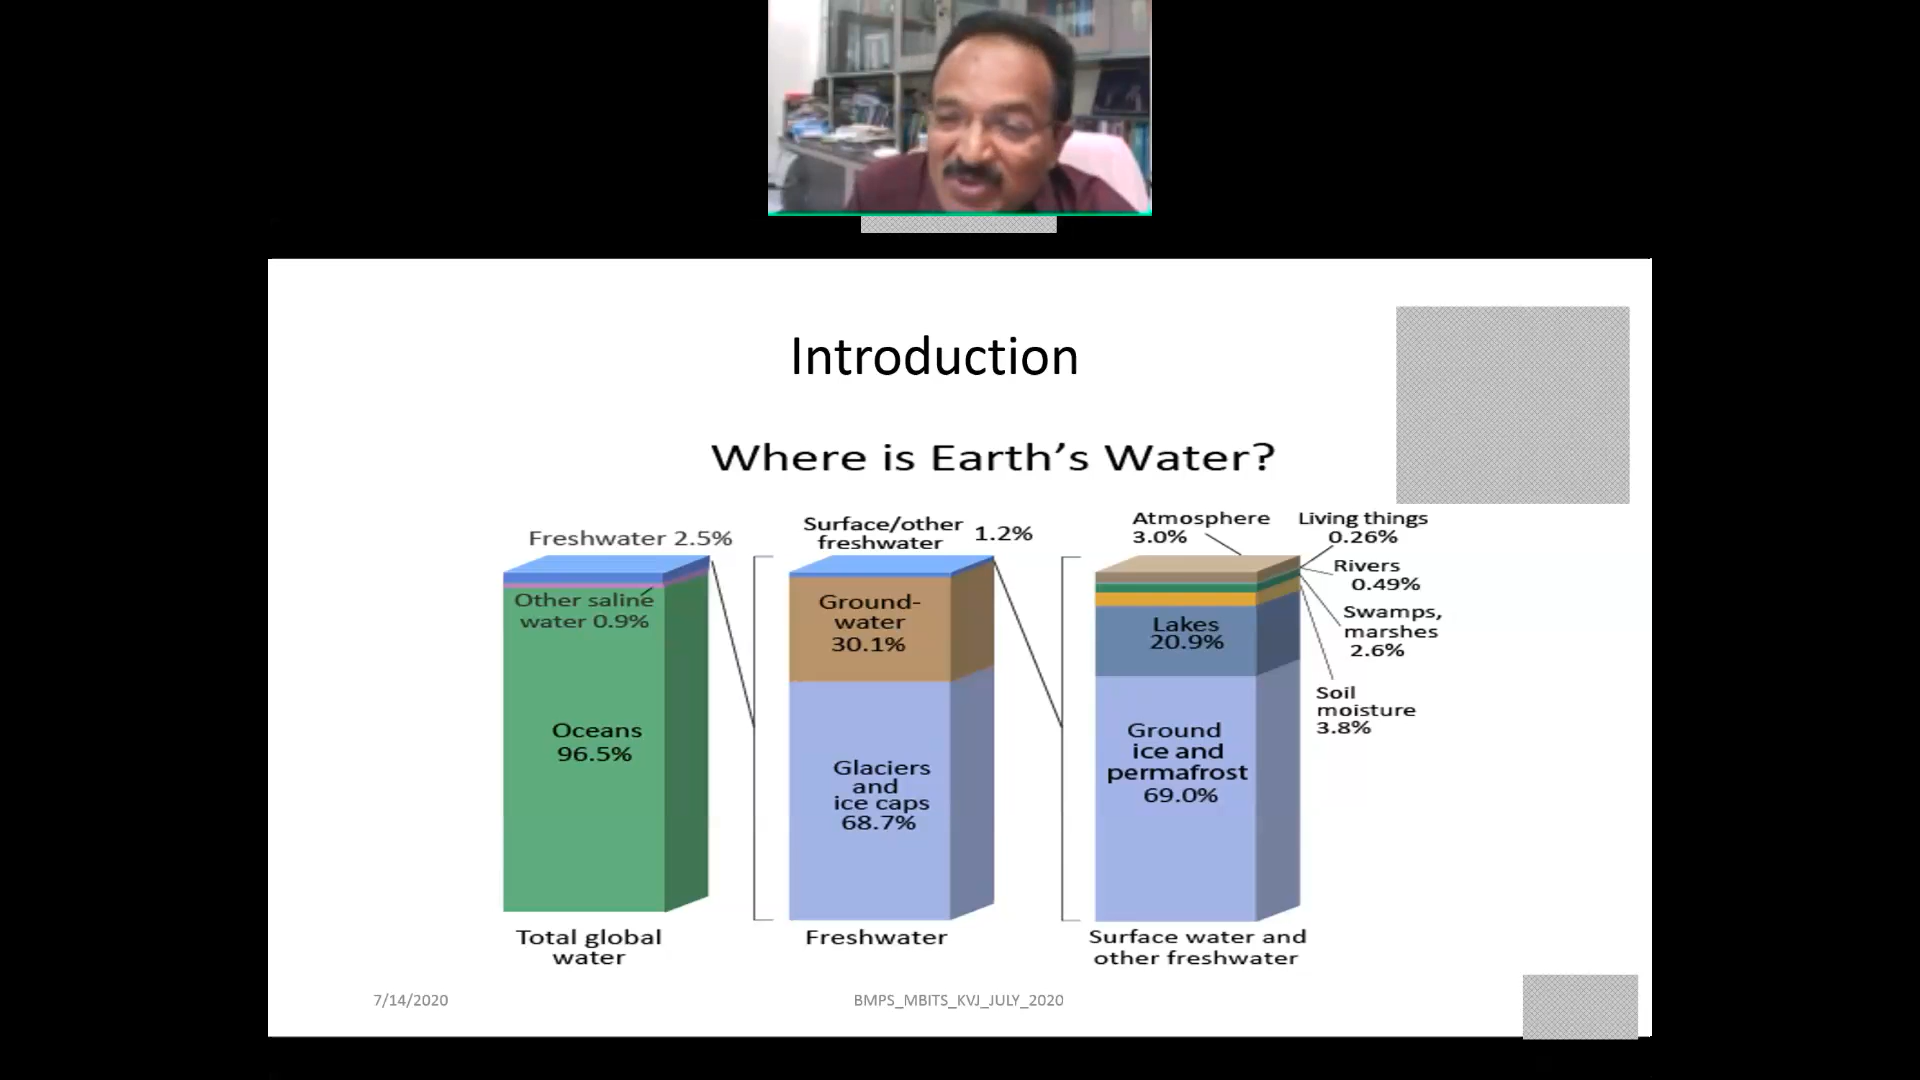 Introduction
Where is Earth's Water?
Freshwater 2.5%
Other saline
water 0.9%
Oceans
96.5%
Total global
water
Surface/other
freshwater
1.2%
Ground-
water
30.1%
Glaciers
and
ice caps
68.7%
Freshwater
Atmosphere
3.0%
Living things
0.26%
Rivers
0.49%
Swamps,
marshes
2.6%
Soil
moisture
3.8%
Lakes
20.9%
Ground
ice and
permafrost
69.0%
Surface water and
other freshwater
7/14/2020
BMPS_MBITS_KVJ_JULY_2020